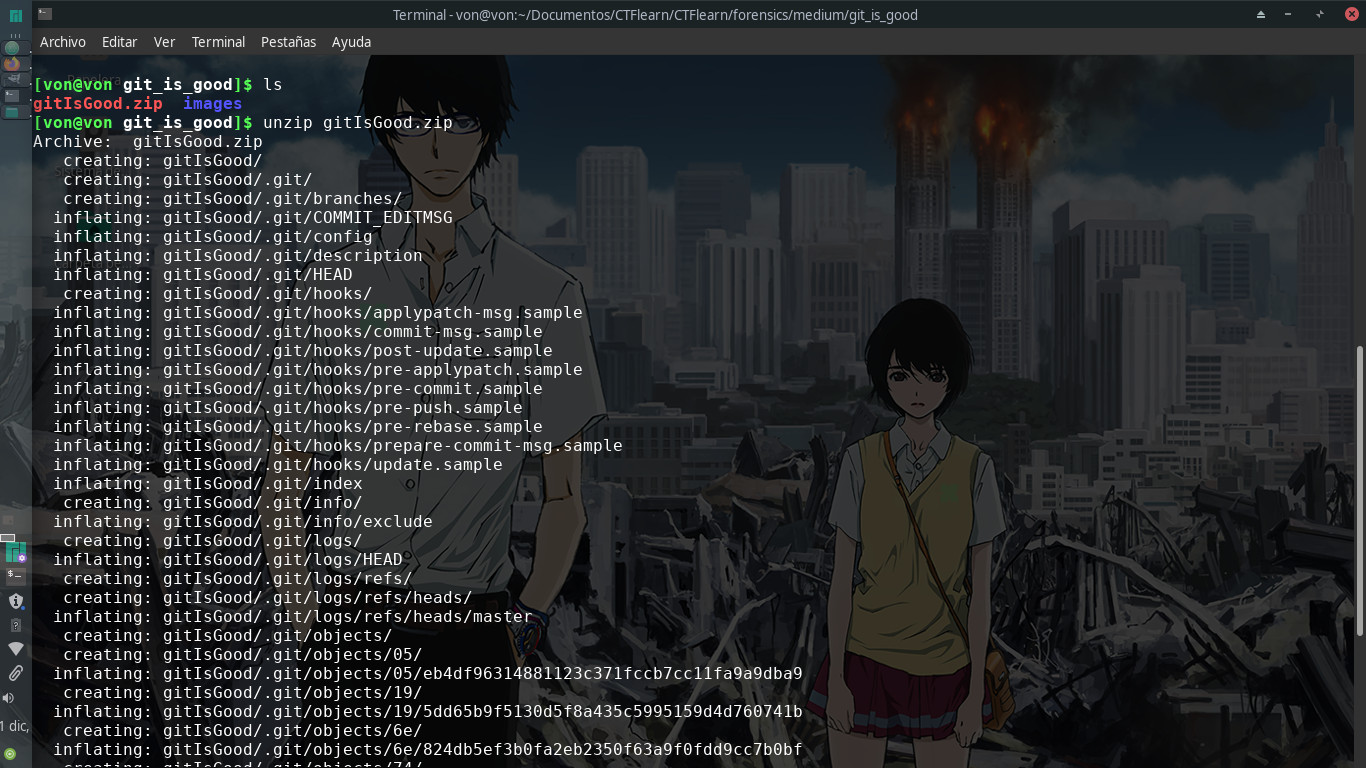 Terminal - von@von:~/Documentos/CTFlearn/CTFlearn/forensics/medium/git_is_good
Archivo Editar Ver Terminal Pestañas Ayuda
[von@von git_is_good]$ ls
gitIsGood.zip images
[von@von git_is_good]$ unzip gitIsGood.zip
Archive: gitIsGood.zip
creating: gitIsGood/
creating: gitIsGood/.git/
creating: gitIsGood/.git/branches/
inflating: gitIsGood/.git/COMMIT_EDITMSG
inflating: gitIsGood/.git/config
inflating: gitIsGood/.git/description
inflating: gitIsGood/.git/HEAD
creating: gitIsGood/.git/hooks/
inflating: gitIsGood/.git/hooks/applypatch-msg.sample
inflating: gitIsGood/.git/hooks/commit-msg.sample
inflating: gitIsGood/.git/hooks/post-update.sample
inflating: gitIsGood/.git/hooks/pre-applypatch.sample
inflating: gitIsGood/.git/hooks/pre-commit.sample
inflating: gitIsGood/.git/hooks/pre-push.sample
inflating: gitIsGood/.git/hooks/pre-rebase.sample
inflating: gitIsGood/.git/hooks/prepare-commit-msg.sample
inflating: gitIsGood/.git/hooks/update.sample
inflating: gitIsGood/.git/index
creating: gitIsGood/.git/info/
inflating: gitIsGood/.git/info/exclude
creating: gitIsGood/.git/logs/
inflating: gitIsGood/.git/logs/HEAD
creating: gitIsGood/.git/logs/refs/
creating: gitIsGood/.git/logs/refs/heads/
inflating: gitIsGood/.git/logs/refs/heads/master
creating: gitIsGood/.git/objects/
creating: gitIsGood/.git/objects/05/
inflating: gitIsGood/.git/objects/05/eb4df96314881123c371fccb7cc11fa9a9dba9
creating: gitIsGood/.git/objects/19/
inflating: gitIsGood/.git/objects/19/5dd65b9f5130d5f8a435c5995159d4d760741b
creating: gitIsGood/.git/objects/6e/
inflating: gitIsGood/.git/objects/6e/824db5ef3b0fa2eb2350f63a9f0fdd9cc7b0bf
creating: gitIsGood/.git/objects/74/
1 dic,